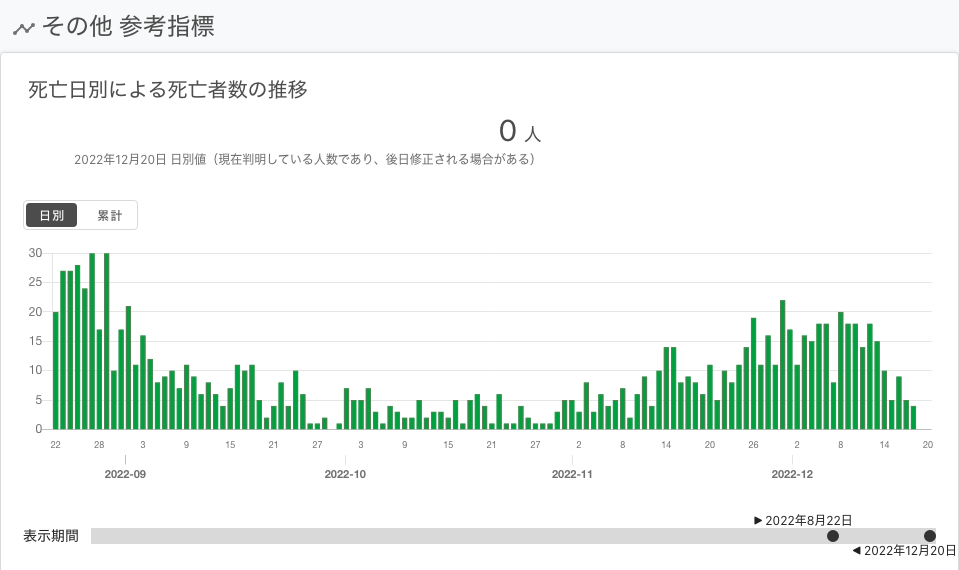 その他 参考指標
死亡日別による死亡者数の推移
0 人
2022年12月20日 日別値（現在判明している人数であり、後日修正される場合がある）
日別 累計
30
25
20
15
10
5
0
22 28 3 9 15 21 27 3 9 15 21 27 2 8 14 20 26 2 8 14 20
2022-09 2022-10 2022-11 2022-12
▶ 2022年8月22日
表示期間
◀ 2022年12月20日